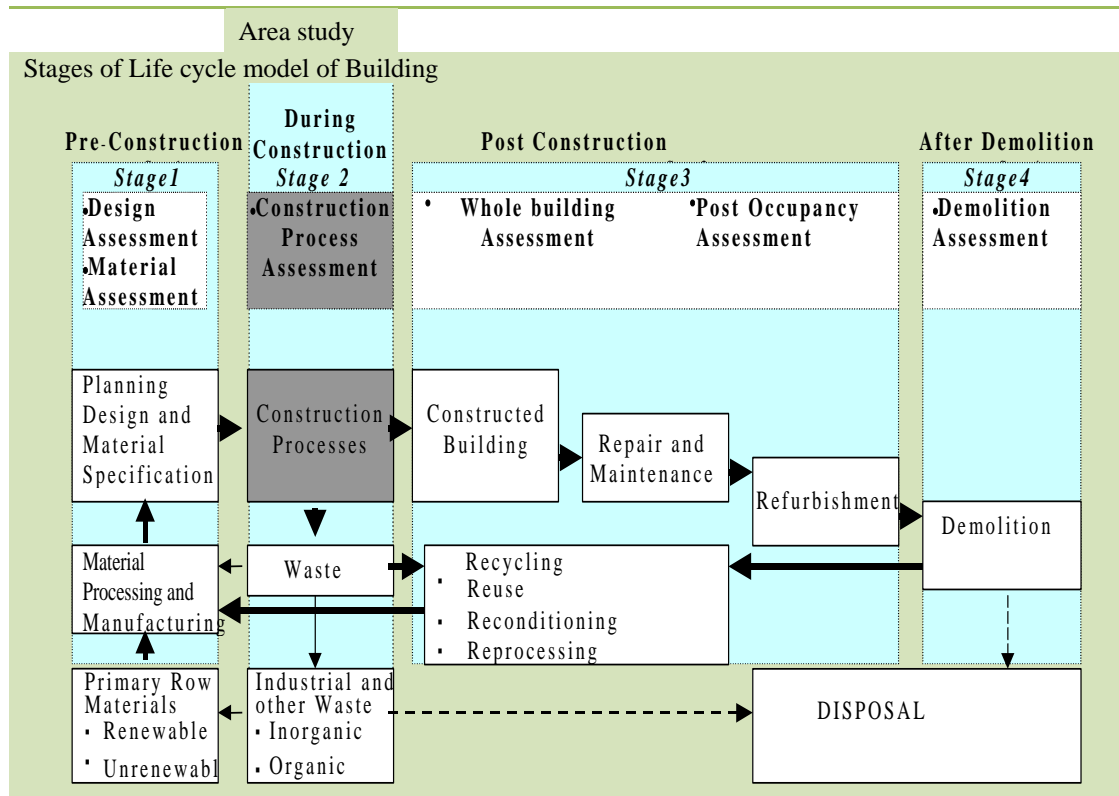 Area study
Stages of Life cycle model of Building
Pre-Construction
Stage1
•Design
Assessment
•Material
Assessment
During
Construction
Stage 2
•Construction
Process
Assessment
Post Construction
Stage3
• Whole building
Assessment
•Post Occupancy
Assessment
After Demolition
Stage4
•Demolition
Assessment
Planning
Design and
Material
Specification
Construction
Processes
Constructed
Building
Repair and
Maintenance
Refurbishment
Demolition
Material
Processing and
Manufacturing
Waste
Recycling
▪ Reuse
▪ Reconditioning
▪ Reprocessing
Primary Row
Materials
▪ Renewable
▪ Unrenewabl
Industrial and
other Waste
▪ Inorganic
▪ Organic
DISPOSAL